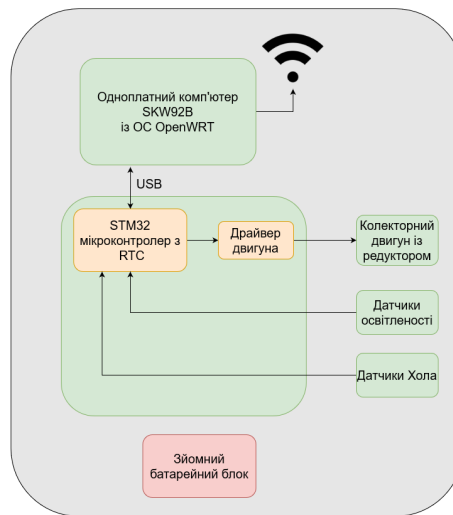 Одноплатний комп'ютер
SKW92B
із ОС OpenWRT
USB
STM32
мікроконтролер з
RTC
Драйвер
двигуна
Колекторний
двигун із
редуктором
Датчики
освітленості
Датчики Хола
Зйомний
батарейний блок